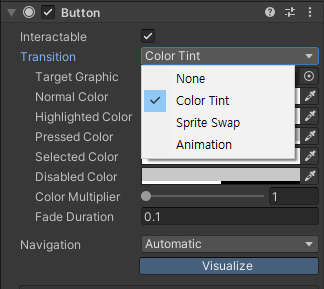 Button
Interactable
Transition Color Tint
Target Graphic
None
Normal Color
Color Tint
Highlighted Color
Sprite Swap
Pressed Color
Animation
Selected Color
Disabled Color
Color Multiplier 1
Fade Duration 0.1
Navigation Automatic
Visualize